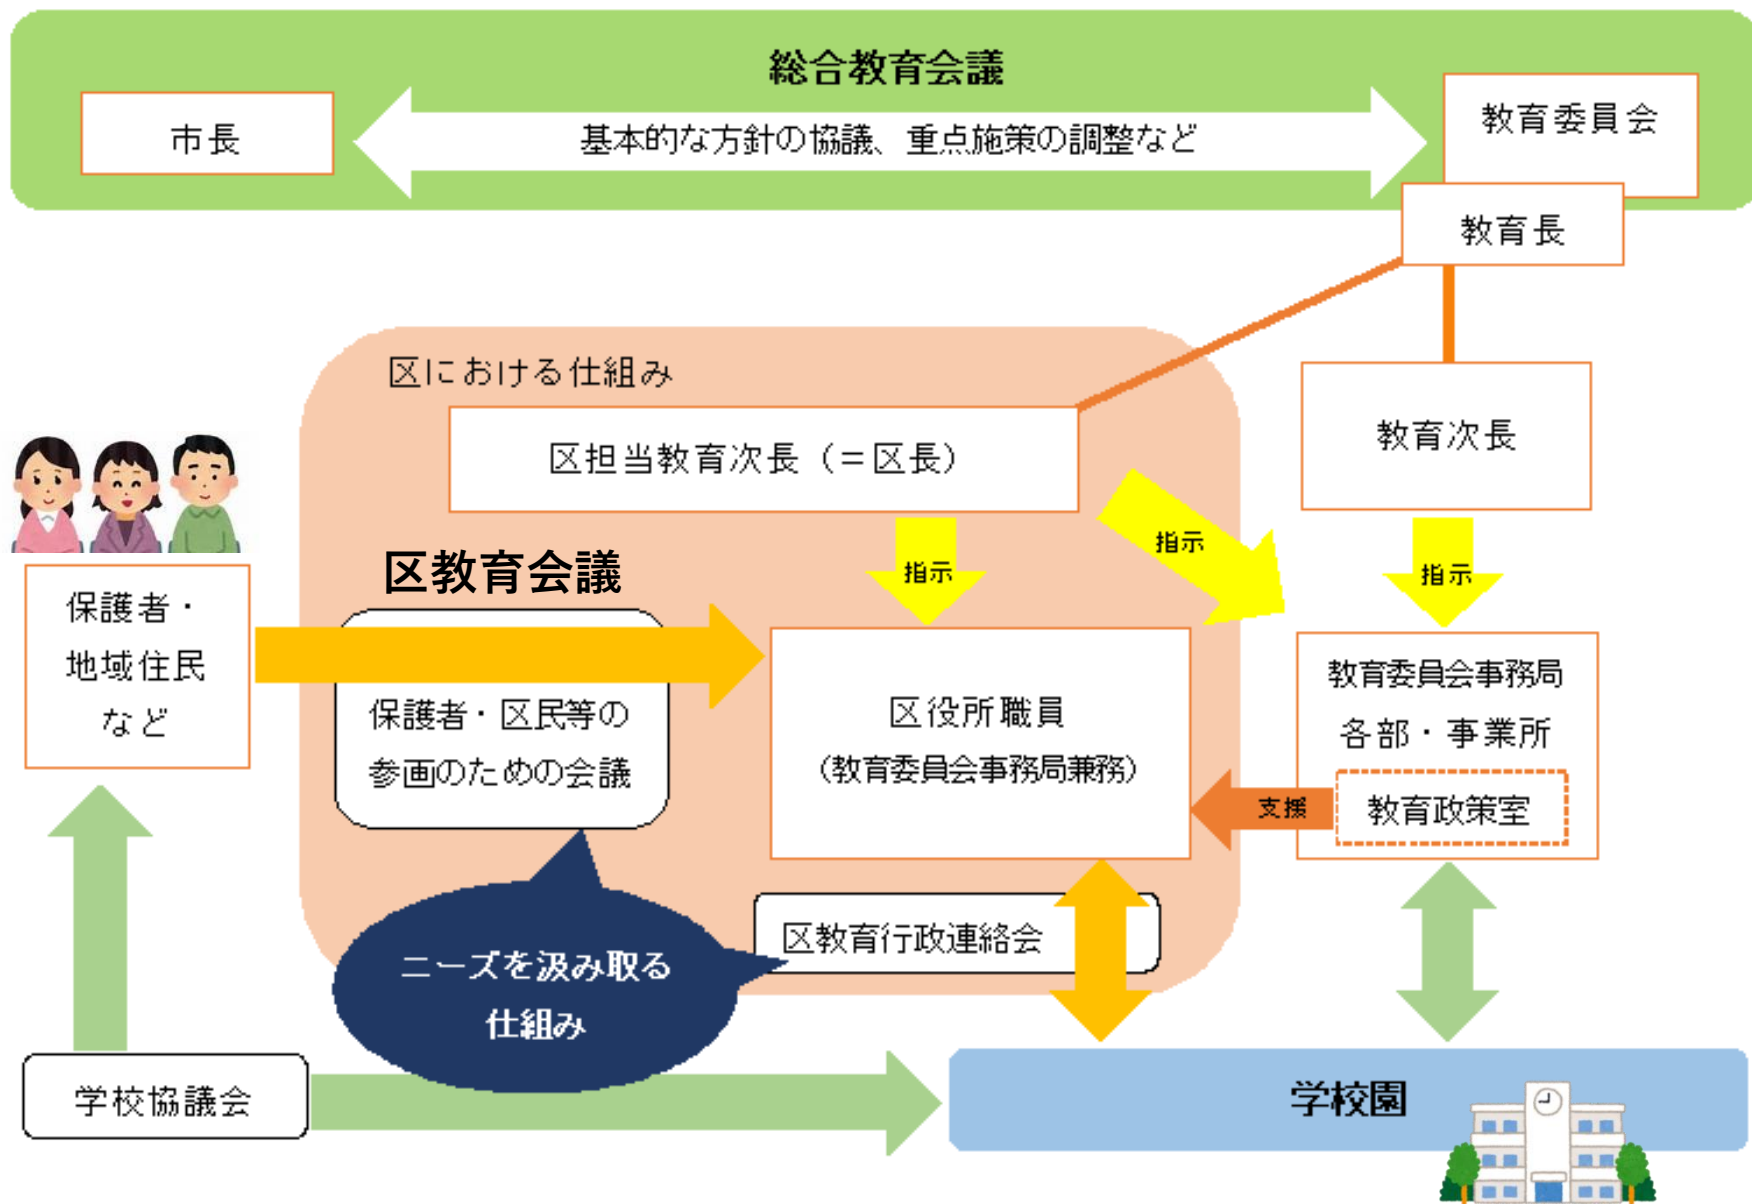 総合教育会議
市長
基本的な方針の協議、重点施策の調整など
教育委員会
教育長
区における仕組み
区担当教育次長（＝区長）
教育次長
指示
指示
指示
区教育会議
保護者・
地域住民
など
保護者・区民等の
参画のための会議
区役所職員
（教育委員会事務局兼務）
教育委員会事務局
各部・事業所
教育政策室
支援
区教育行政連絡会
ニーズを汲み取る
仕組み
学校協議会
学校園